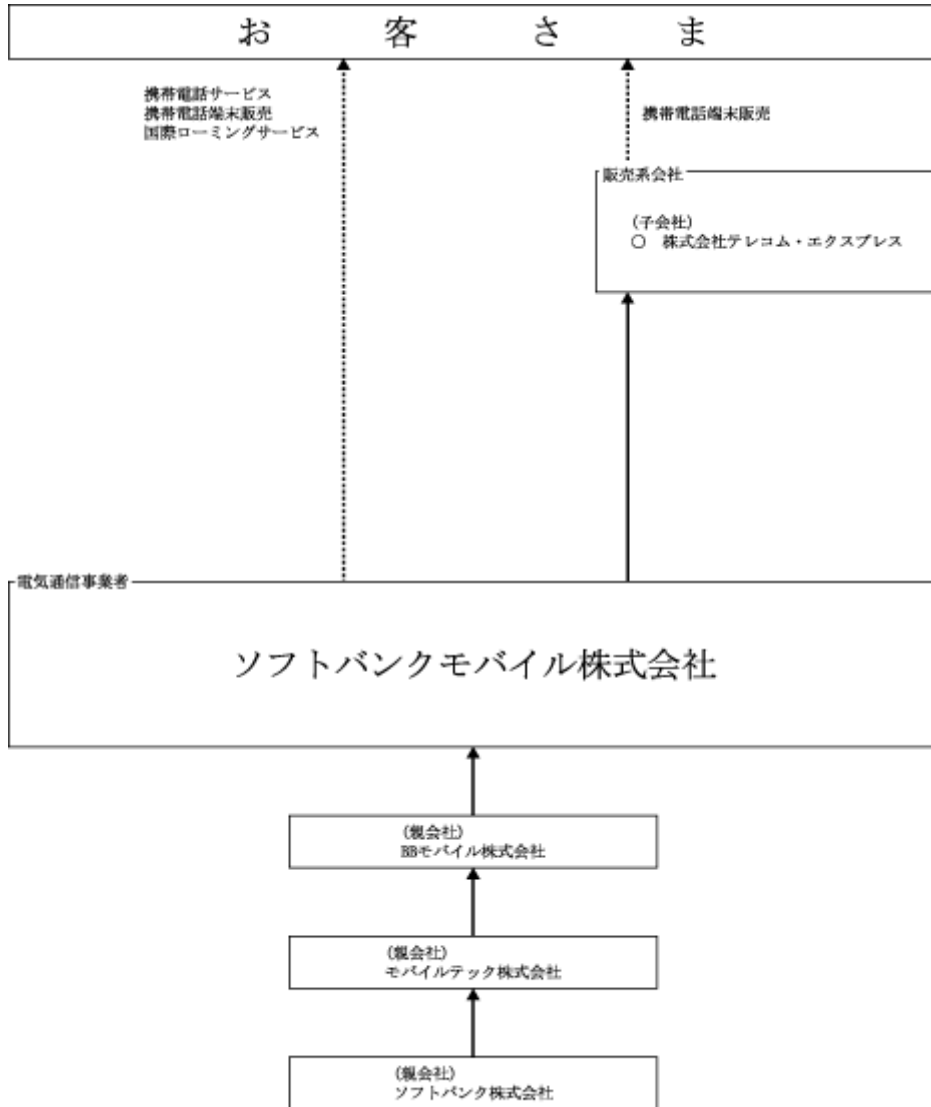 お客さま
携帯電話サービス
携帯電話端末販売
国際ローミングサービス
携帯電話端末販売
販売系会社
(子会社)
○ 株式会社テレコム・エクスプレス
電気通信事業者
ソフトバンクモバイル株式会社
(親会社)
BBモバイル株式会社
(親会社)
モバイルテック株式会社
(親会社)
ソフトバンク株式会社